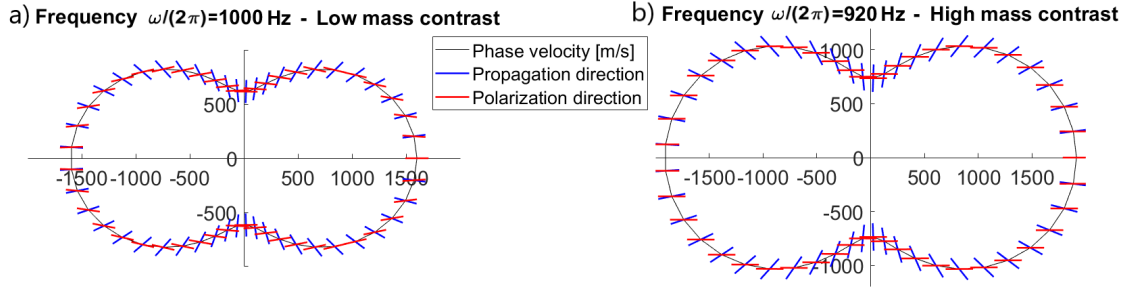 a) Frequency ω/(2π)=1000 Hz - Low mass contrast
Phase velocity [m/s]
Propagation direction
Polarization direction
500
0
-1500 -1000 -500 500 1000 1500
-500
b) Frequency ω/(2π)=920 Hz - High mass contrast
1000
500
0
-1500 -1000 -500 500 1000 1500
-500
-1000